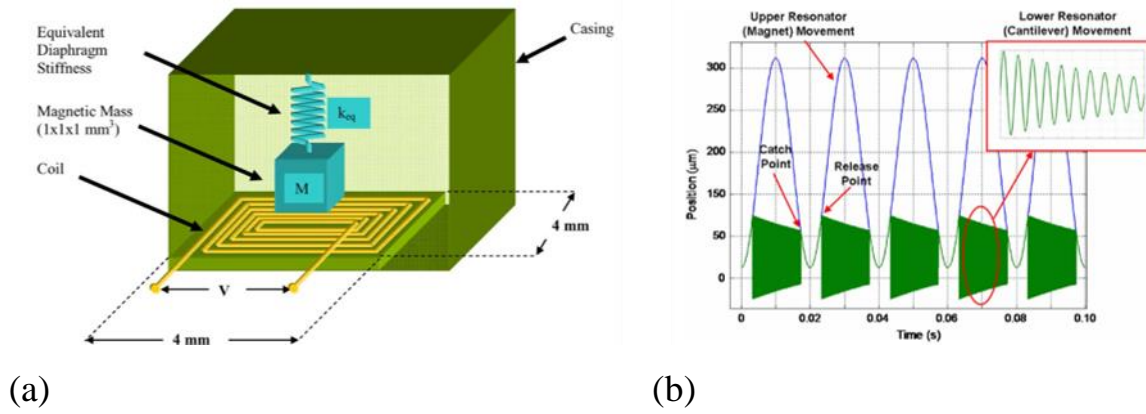 Equivalent
Diaphragm
Stiffness
Casing
Magnetic Mass
(1x1x1 mm³)
k_eq
Coil
M
V
4 mm
4 mm
(a)
Upper Resonator
(Magnet) Movement
Lower Resonator
(Cantilever) Movement
Catch
Point
Release
Point
Position (μm)
300
250
200
150
100
50
0
0
0.02
0.04
0.06
0.08
0.10
Time (s)
(b)